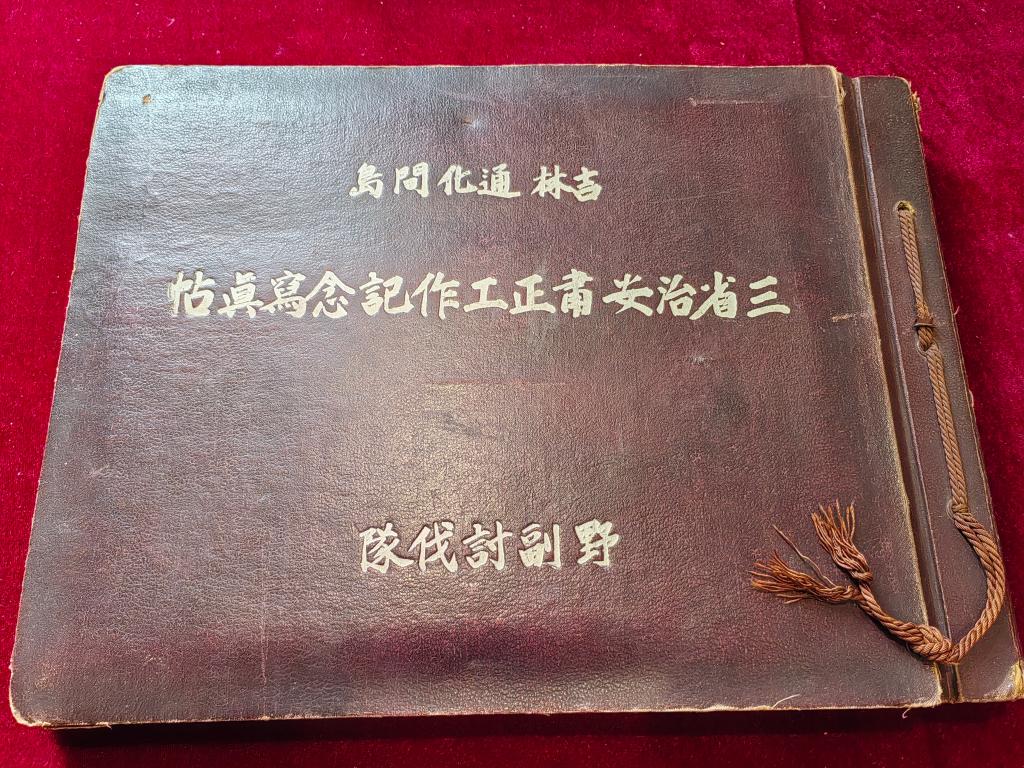 吉林 通化 間島
三省治安肅正工作記念寫眞帖
野副討伐隊